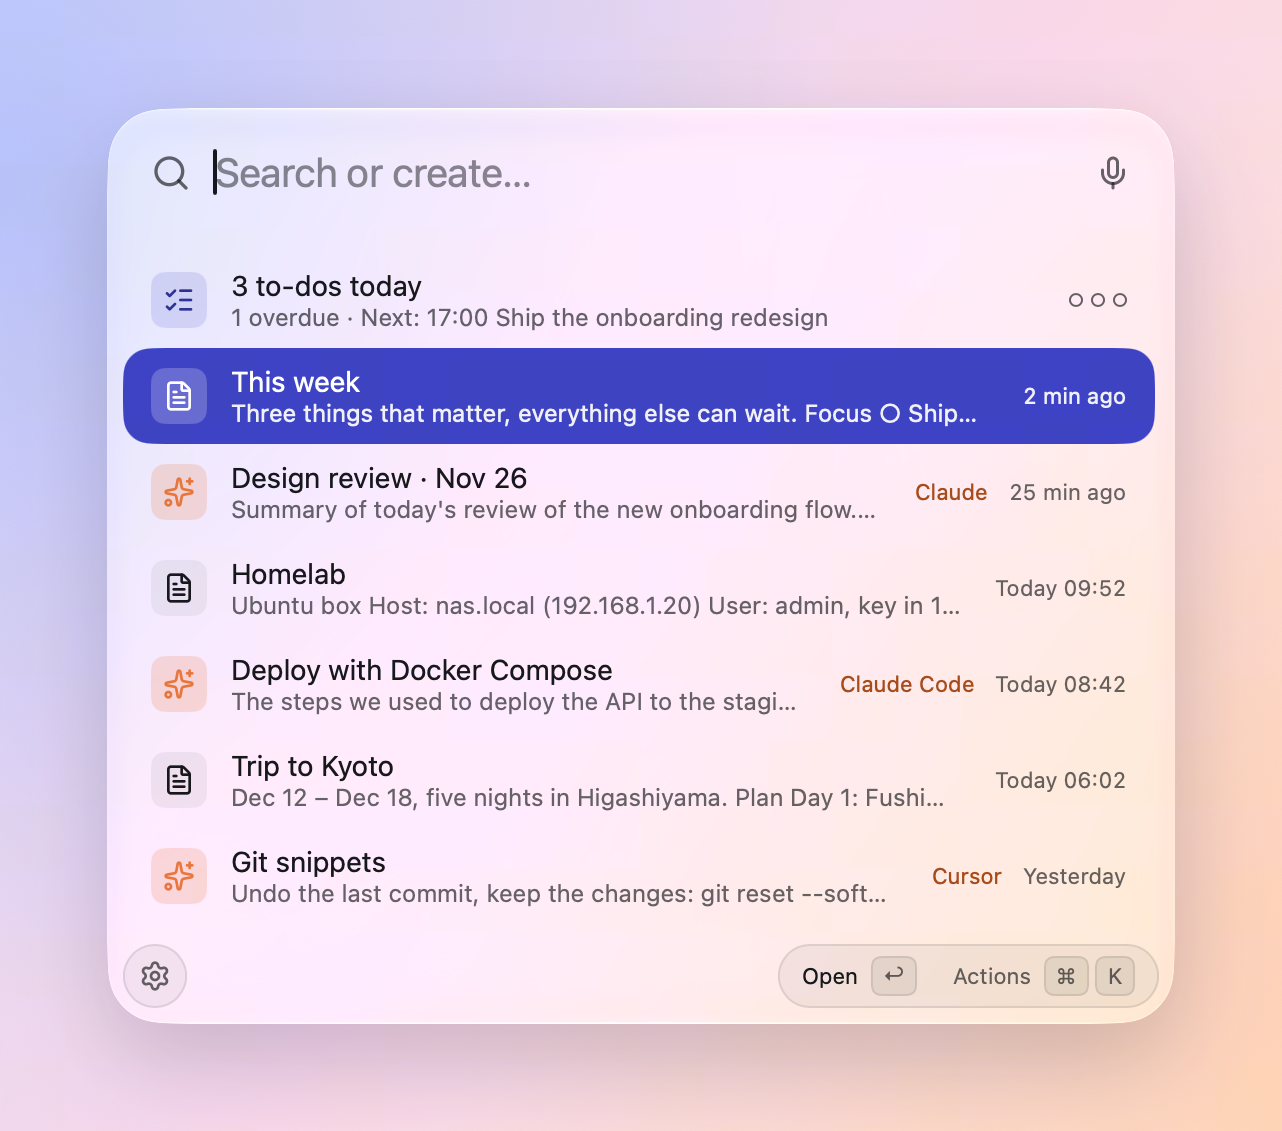 Search or create...
3 to-dos today
1 overdue · Next: 17:00 Ship the onboarding redesign
This week
Three things that matter, everything else can wait. Focus ○ Ship...
2 min ago
Design review · Nov 26
Summary of today's review of the new onboarding flow....
Claude 25 min ago
Homelab
Ubuntu box Host: nas.local (192.168.1.20) User: admin, key in 1...
Today 09:52
Deploy with Docker Compose
The steps we used to deploy the API to the stagi...
Claude Code Today 08:42
Trip to Kyoto
Dec 12 – Dec 18, five nights in Higashiyama. Plan Day 1: Fushi...
Today 06:02
Git snippets
Undo the last commit, keep the changes: git reset --soft...
Cursor Yesterday
Open ↩ Actions ⌘ K